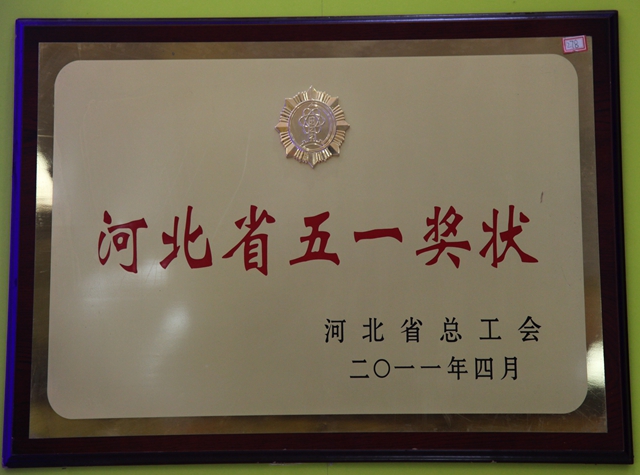 河北省五一奖状
河北省总工会
二〇一一年四月